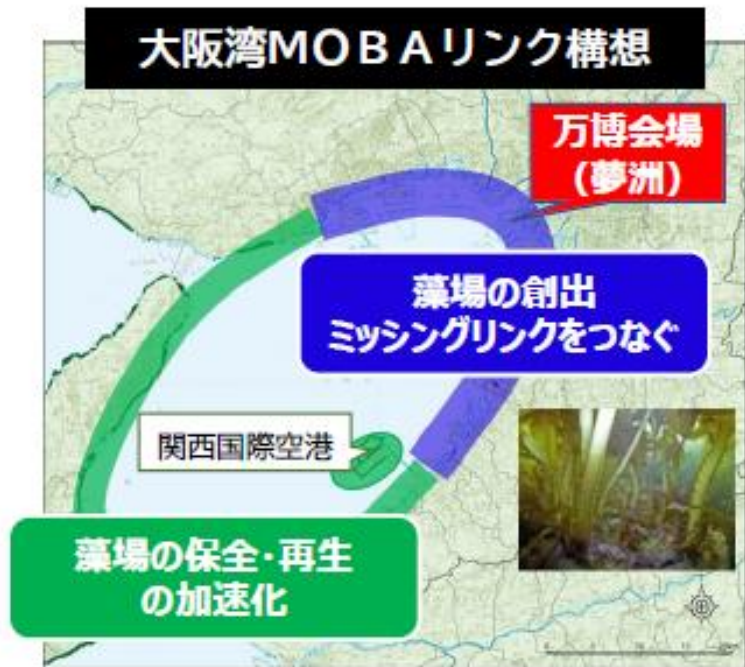 大阪湾MOBAリンク構想
万博会場
(夢洲)
藻場の創出
ミッシングリンクをつなぐ
関西国際空港
藻場の保全・再生
の加速化